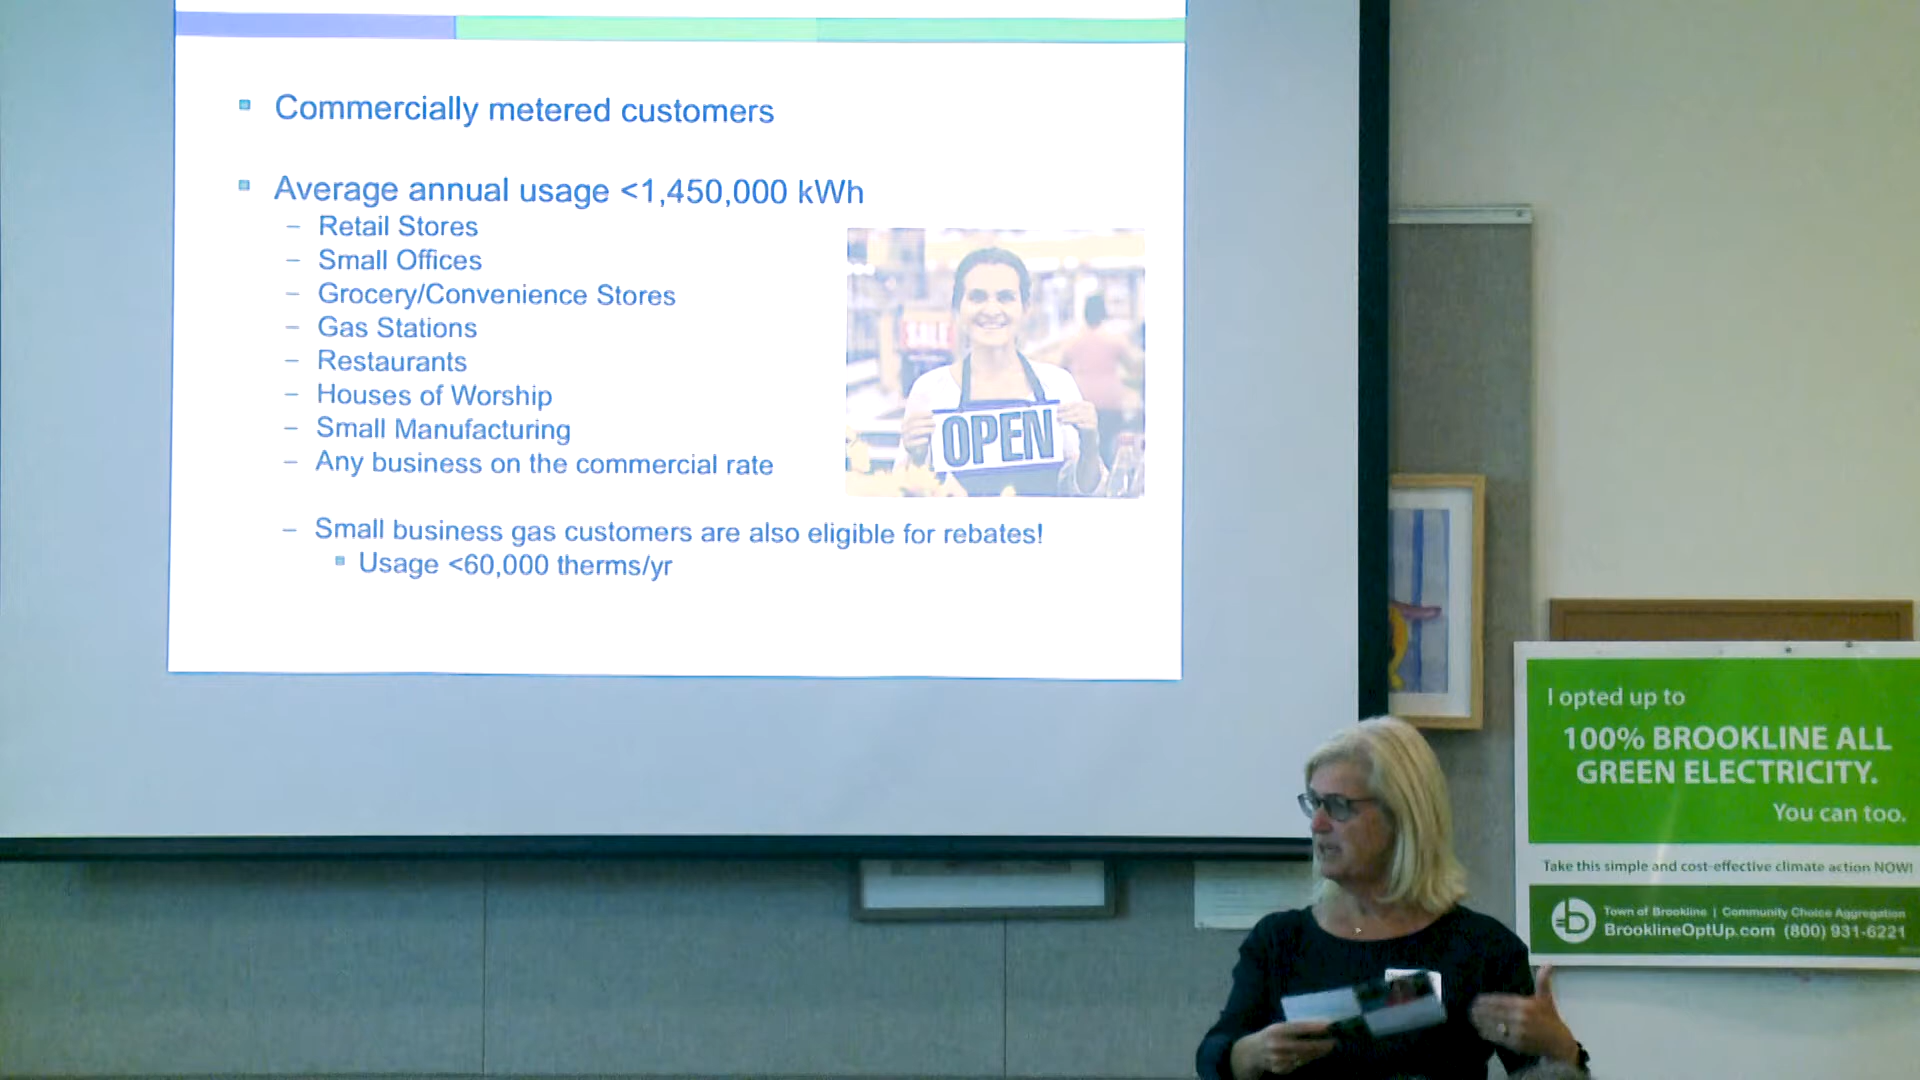 Commercially metered customers
Average annual usage <1,450,000 kWh
– Retail Stores
– Small Offices
– Grocery/Convenience Stores
– Gas Stations
– Restaurants
– Houses of Worship
– Small Manufacturing
– Any business on the commercial rate
– Small business gas customers are also eligible for rebates!
Usage <60,000 therms/yr
SALE
OPEN
I opted up to
100% BROOKLINE ALL
GREEN ELECTRICITY.
You can too.
Take this simple and cost-effective climate action NOW!
Town of Brookline | Community Choice Aggregation
BrooklineOptUp.com (800) 931-6221